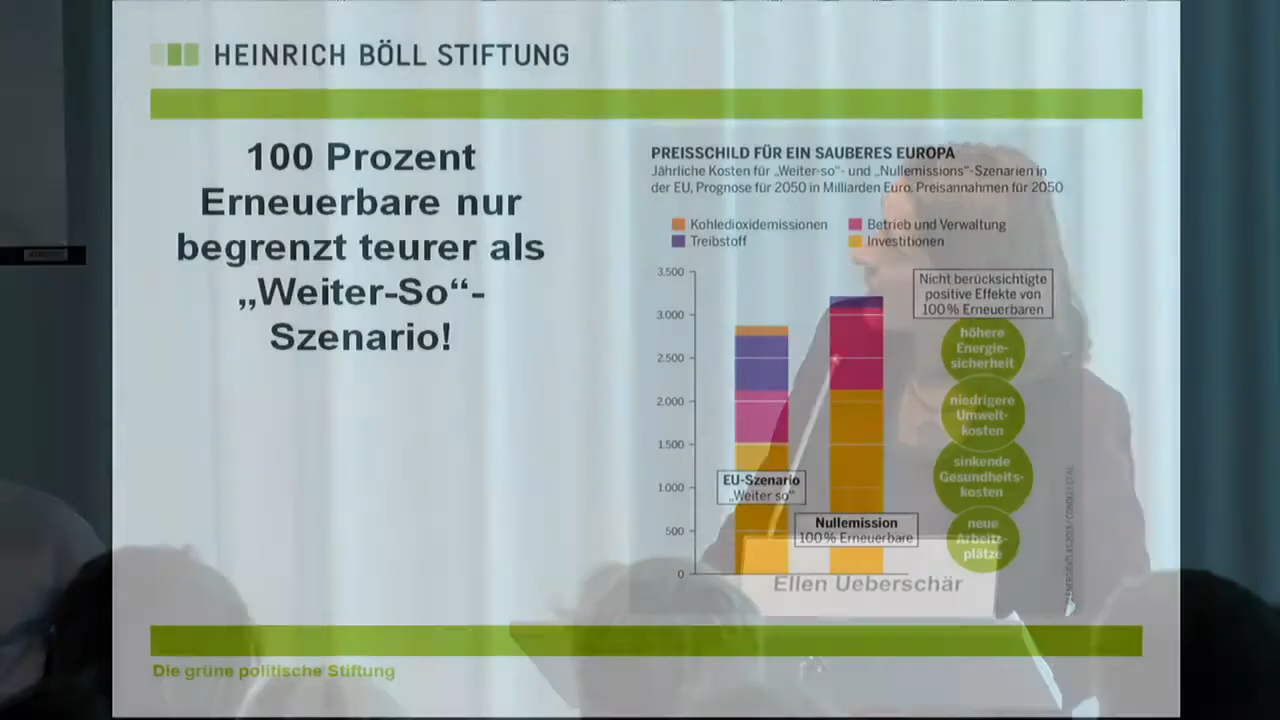 HEINRICH BÖLL STIFTUNG
100 Prozent
Erneuerbare nur
begrenzt teurer als
„Weiter-So“-
Szenario!
PREISSCHILD FÜR EIN SAUBERES EUROPA
Jährliche Kosten für „Weiter-so“- und „Nullemissions“-Szenarien in
der EU, Prognose für 2050 in Milliarden Euro. Preisannahmen für 2050
Kohledioxidemissionen
Betrieb und Verwaltung
Treibstoff
Investitionen
3.500
3.000
2.500
2.000
1.500
1.000
500
0
EU-Szenario
„Weiter so“
Nullemission
100 % Erneuerbare
Nicht berücksichtigte
positive Effekte von
100 % Erneuerbaren
höhere
Energie-
sicherheit
niedrigere
Umwelt-
kosten
sinkende
Gesundheits-
kosten
neue
Arbeits-
plätze
Ellen Ueberschär
Die grüne politische Stiftung